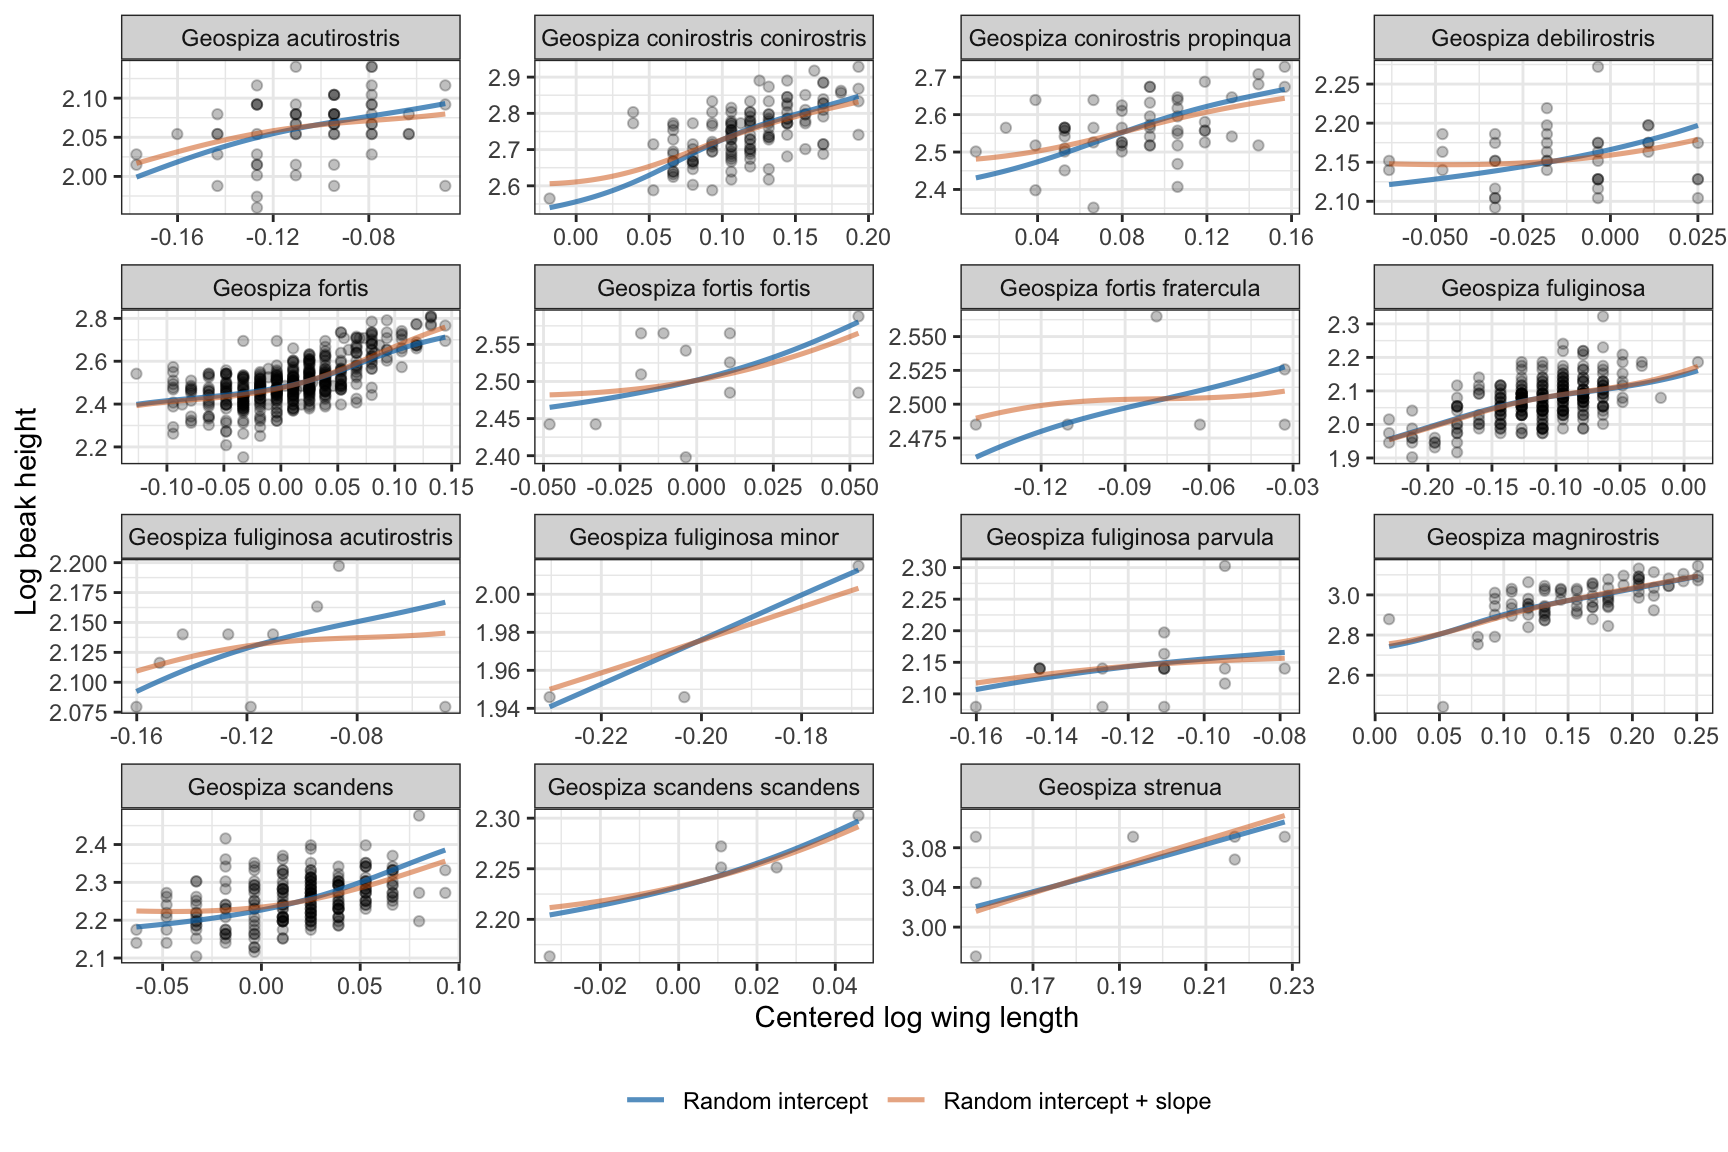 Geospiza acutirostris
Geospiza conirostris conirostris
Geospiza conirostris propinqua
Geospiza debilirostris
2.10
2.05
2.00
-0.16 -0.12 -0.08
2.9
2.8
2.7
2.6
0.00 0.05 0.10 0.15 0.20
2.7
2.6
2.5
2.4
0.04 0.08 0.12 0.16
2.25
2.20
2.15
2.10
-0.050 -0.025 0.000 0.025
Geospiza fortis
Geospiza fortis fortis
Geospiza fortis fratercula
Geospiza fuliginosa
2.8
2.6
2.4
2.2
-0.10 -0.05 0.00 0.05 0.10 0.15
2.55
2.50
2.45
2.40
-0.050 -0.025 0.000 0.025 0.050
2.550
2.525
2.500
2.475
-0.12 -0.09 -0.06 -0.03
2.3
2.2
2.1
2.0
1.9
-0.20 -0.15 -0.10 -0.05 0.00
Log beak height
Geospiza fuliginosa acutirostris
Geospiza fuliginosa minor
Geospiza fuliginosa parvula
Geospiza magnirostris
2.200
2.175
2.150
2.125
2.100
2.075
-0.16 -0.12 -0.08
2.00
1.98
1.96
1.94
-0.22 -0.20 -0.18
2.30
2.25
2.20
2.15
2.10
-0.16 -0.14 -0.12 -0.10 -0.08
3.0
2.8
2.6
0.00 0.05 0.10 0.15 0.20 0.25
Geospiza scandens
Geospiza scandens scandens
Geospiza strenua
2.4
2.3
2.2
2.1
-0.05 0.00 0.05 0.10
2.30
2.25
2.20
-0.02 0.00 0.02 0.04
3.08
3.04
3.00
0.17 0.19 0.21 0.23
Centered log wing length
Random intercept
Random intercept + slope